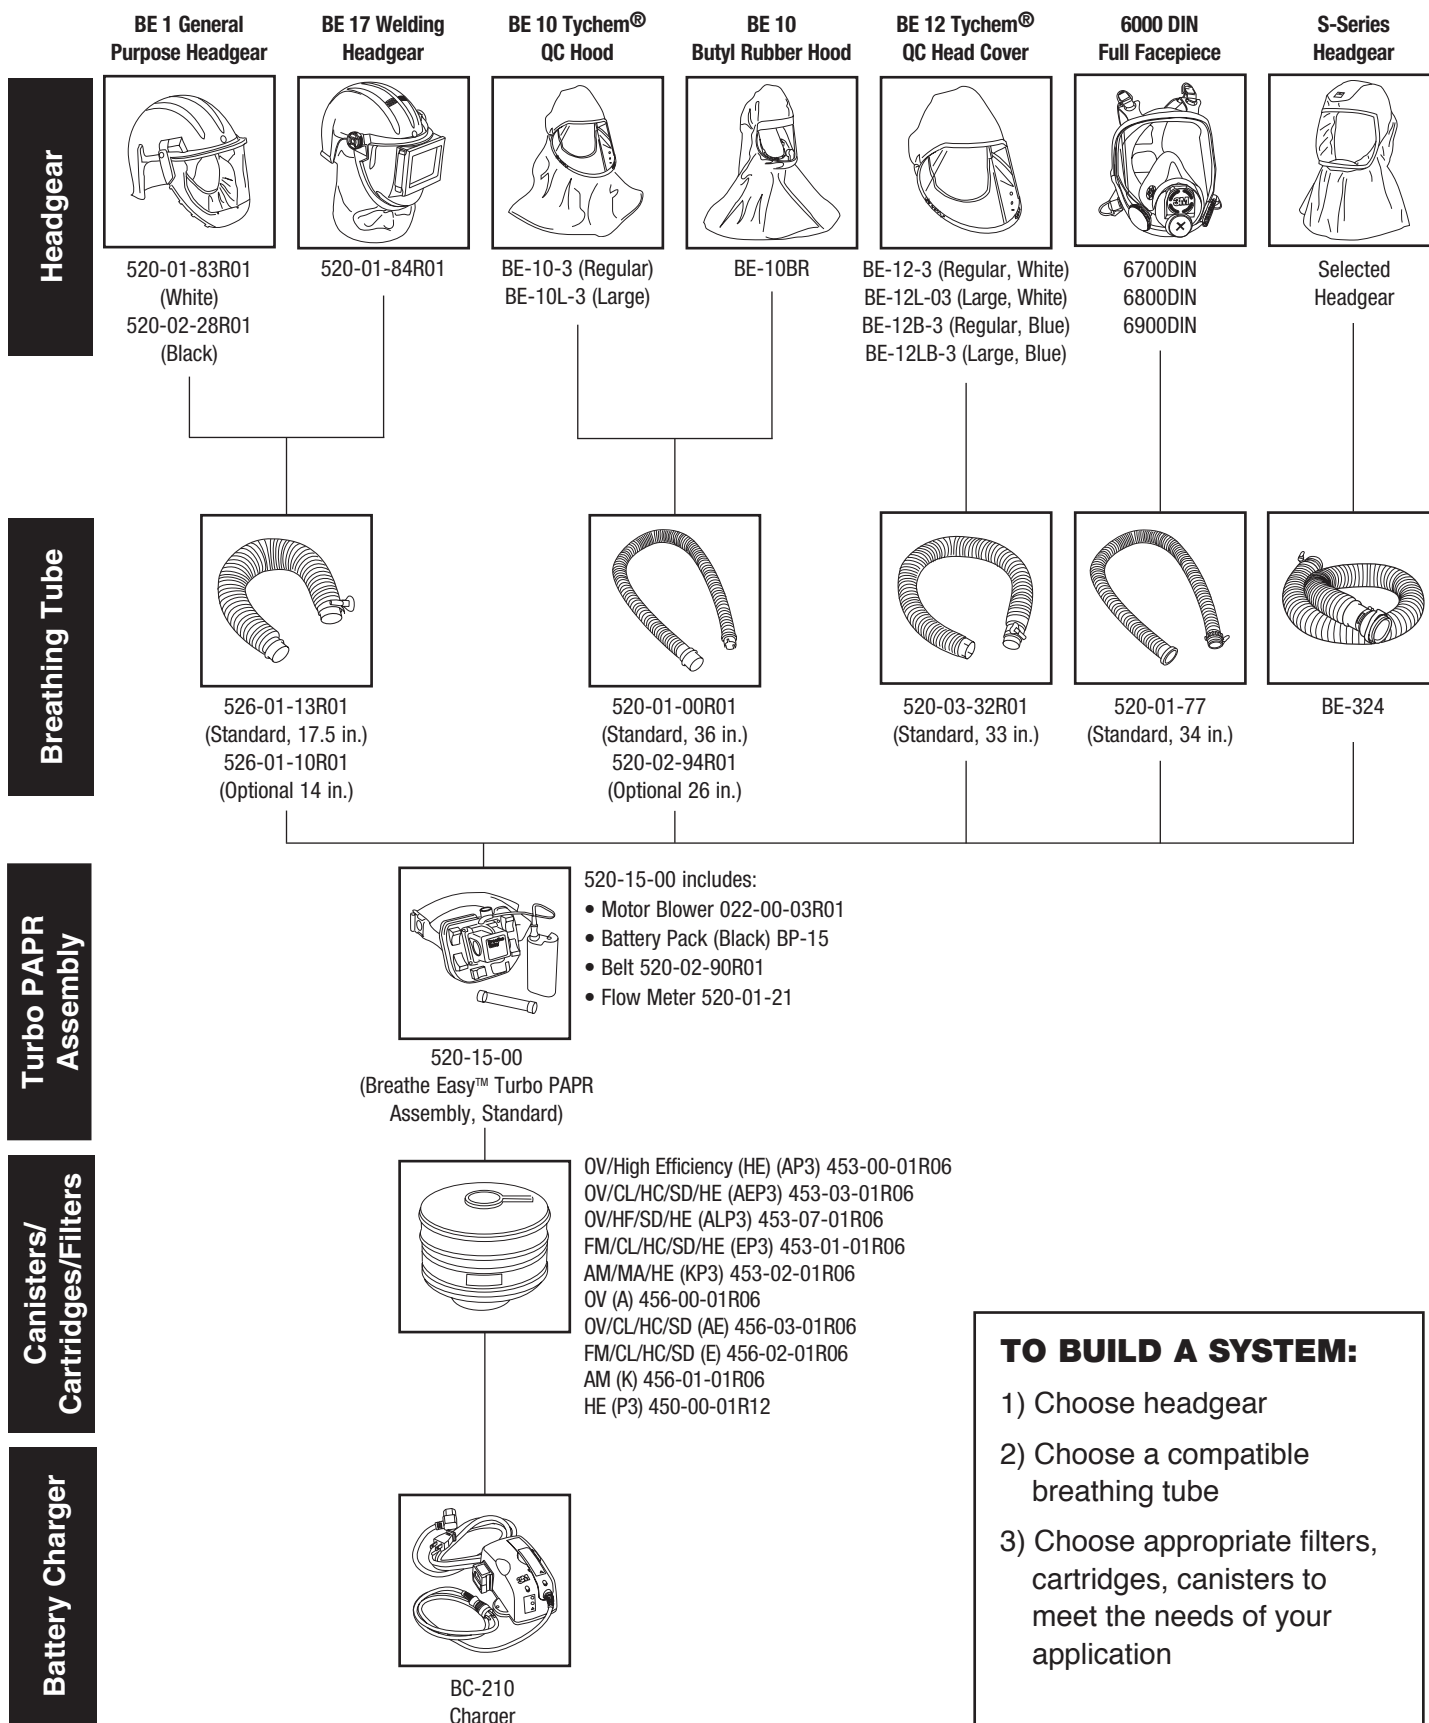 BE 1 General
Purpose Headgear
BE 17 Welding
Headgear
BE 10 Tychem®
QC Hood
BE 10
Butyl Rubber Hood
BE 12 Tychem®
QC Head Cover
6000 DIN
Full Facepiece
S-Series
Headgear
Headgear
3M
520-01-83R01
(White)
520-02-28R01
(Black)
520-01-84R01
BE-10-3 (Regular)
BE-10L-3 (Large)
BE-10BR
BE-12-3 (Regular, White)
BE-12L-03 (Large, White)
BE-12B-3 (Regular, Blue)
BE-12LB-3 (Large, Blue)
6700DIN
6800DIN
6900DIN
Selected
Headgear
Breathing Tube
526-01-13R01
(Standard, 17.5 in.)
526-01-10R01
(Optional 14 in.)
520-01-00R01
(Standard, 36 in.)
520-02-94R01
(Optional 26 in.)
520-03-32R01
(Standard, 33 in.)
520-01-77
(Standard, 34 in.)
BE-324
Turbo PAPR
Assembly
520-15-00 includes:
• Motor Blower 022-00-03R01
• Battery Pack (Black) BP-15
• Belt 520-02-90R01
• Flow Meter 520-01-21
520-15-00
(Breathe Easy™ Turbo PAPR
Assembly, Standard)
Canisters/
Cartridges/Filters
OV/High Efficiency (HE) (AP3) 453-00-01R06
OV/CL/HC/SD/HE (AEP3) 453-03-01R06
OV/HF/SD/HE (ALP3) 453-07-01R06
FM/CL/HC/SD/HE (EP3) 453-01-01R06
AM/MA/HE (KP3) 453-02-01R06
OV (A) 456-00-01R06
OV/CL/HC/SD (AE) 456-03-01R06
FM/CL/HC/SD (E) 456-02-01R06
AM (K) 456-01-01R06
HE (P3) 450-00-01R12
Battery Charger
3M
BC-210
Charger
TO BUILD A SYSTEM:
1) Choose headgear
2) Choose a compatible
breathing tube
3) Choose appropriate filters,
cartridges, canisters to
meet the needs of your
application